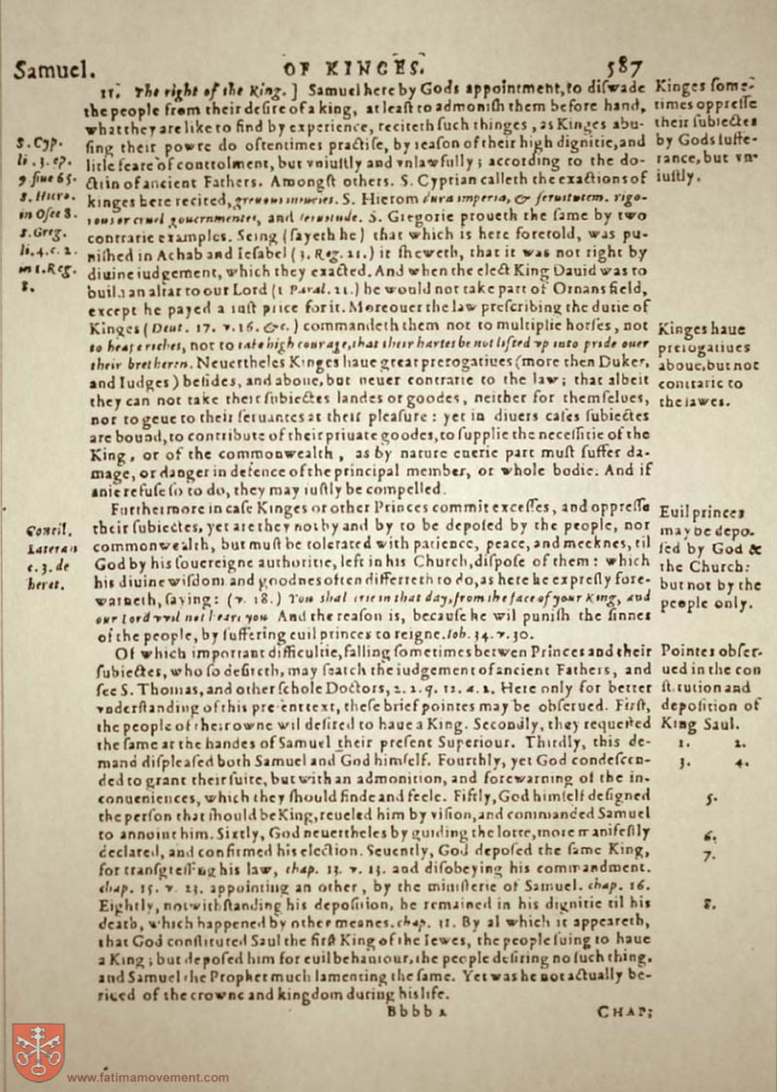 Samuel. OF KINGES. 587
11. The right of the King. ] Samuel here by Gods appointment, to diſwade
the people from their deſire of a king, at leaſt to admoniſh them before hand,
what they are like to find by experience, reciteth ſuch thinges, as Kinges abu-
ſing their powre do oftentimes practiſe, by reaſon of their high dignitie, and
litle feare of controlment, but vniuſtly and vnlawfully; according to the do-
ctrin of ancient Fathers. Amongſt others. S. Cyprian calleth the exactions of
kinges here recited, greuous iniuries. S. Hierom dura imperia, & ſeruitutem. rigo-
rous or cruel gouernmentes, and ſeruitude. S. Gregorie proueth the ſame by two
contrarie examples. Seing (ſayeth he) that which is here foretold, was pu-
niſhed in Achab and Ieſabel (3. Reg. 21.) it ſheweth, that it was not right by
diuine iudgement, which they exacted. And when the elect King Dauid was to
build an altar to our Lord (1 Paral. 21.) he would not take part of Ornans field,
except he payed a iuſt price for it. Moreouer the law preſcribing the dutie of
Kinges (Deut. 17. v. 16. &c.) commandeth them not to multiplie horſes, not
to heape riches, not to take high courage, that their hartes be not lifted vp into pride ouer
their bretheren. Neuertheles Kinges haue great prerogatiues (more then Dukes,
and Iudges) beſides, and aboue, but neuer contrarie to the law; that albeit
they can not take their ſubiectes landes or goodes, neither for themſelues,
nor to geue to their ſeruantes at their pleaſure: yet in diuers caſes ſubiectes
are bound, to contribute of their priuate goodes, to ſupplie the neceſſitie of the
King, or of the commonwealth, as by nature euerie part muſt ſuffer da-
mage, or danger in defence of the principal member, or whole bodie. And if
anie refuſe ſo to do, they may iuſtly be compelled.
Furthermore in caſe Kinges or other Princes commit exceſſes, and oppreſſe
their ſubiectes, yet are they not by and by to be depoſed by the people, nor
commonwealth, but muſt be tolerated with patience, peace, and meeknes, til
God by his ſouereigne authoritie, left in his Church, diſpoſe of them: which
his diuine wiſdom and goodnes often differreth to do, as here he expreſly fore-
warneth, ſaying: (v. 18.) You shal crie in that day, from the face of your King, and
our Lord vvil not heare you And the reaſon is, becauſe he wil puniſh the ſinnes
of the people, by ſuffering euil princes to reigne. Iob. 34. v. 30.
Of which important difficultie, falling ſometimes betwen Princes and their
ſubiectes, who ſo deſireth, may ſearch the iudgement of ancient Fathers, and
ſee S. Thomas, and other ſchole Doctors, 2. 2. q. 12. a. 2. Here only for better
vnderſtanding of this preſent text, theſe brief pointes may be obſerued. Firſt,
the people of their owne wil deſired to haue a King. Secondly, they requeſted
the ſame at the handes of Samuel their preſent Superiour. Thirdly, this de-
mand diſpleaſed both Samuel and God himſelf. Fourthly, yet God condeſcen-
ded to grant their ſuite, but with an admonition, and forewarning of the in-
conueniences, which they ſhould finde and feele. Fiftly, God himſelf deſigned
the perſon that ſhould be King, reueled him by viſion, and commanded Samuel
to annoint him. Sixtly, God neuertheles by guiding the lotte, more manifeſtly
declared, and confirmed his election. Seuently, God depoſed the ſame King,
for tranſgreſſing his law, chap. 13. v. 13. and diſobeying his commandment.
chap. 15. v. 23. appointing an other, by the miniſterie of Samuel. chap. 16.
Eightly, notwithſtanding his depoſition, he remained in his dignitie til his
death, which happened by other meanes. chap. 31. By al which it appeareth,
that God conſtituted Saul the firſt King of the Iewes, the people ſuing to haue
a King; but depoſed him for euil behauiour, the people deſiring no ſuch thing,
and Samuel the Prophet much lamenting the ſame. Yet was he not actually be-
riued of the crowne and kingdom during his life.
Bbbb 2 CHAP;
S. Cyp.
li. 3. ep.
9 ſiue 65.
S. Hiero.
in Oſee 8.
S. Greg.
li. 4. c. 2.
in 1. Reg.
8.
Concil.
Lateran
c. 3. de
heret.
Kinges ſome-
times oppreſſe
their ſubiectes
by Gods ſuffe-
rance, but vn-
iuſtly.
Kinges haue
prerogatiues
aboue, but not
contrarie to
the lawes.
Euil princes
may be depo-
ſed by God &
the Church:
but not by the
people only.
Pointes obſer-
ued in the con
ſtitution and
depoſition of
King Saul.
1. 2.
3. 4.
5.
6.
7.
8.
www.fatimamovement.com